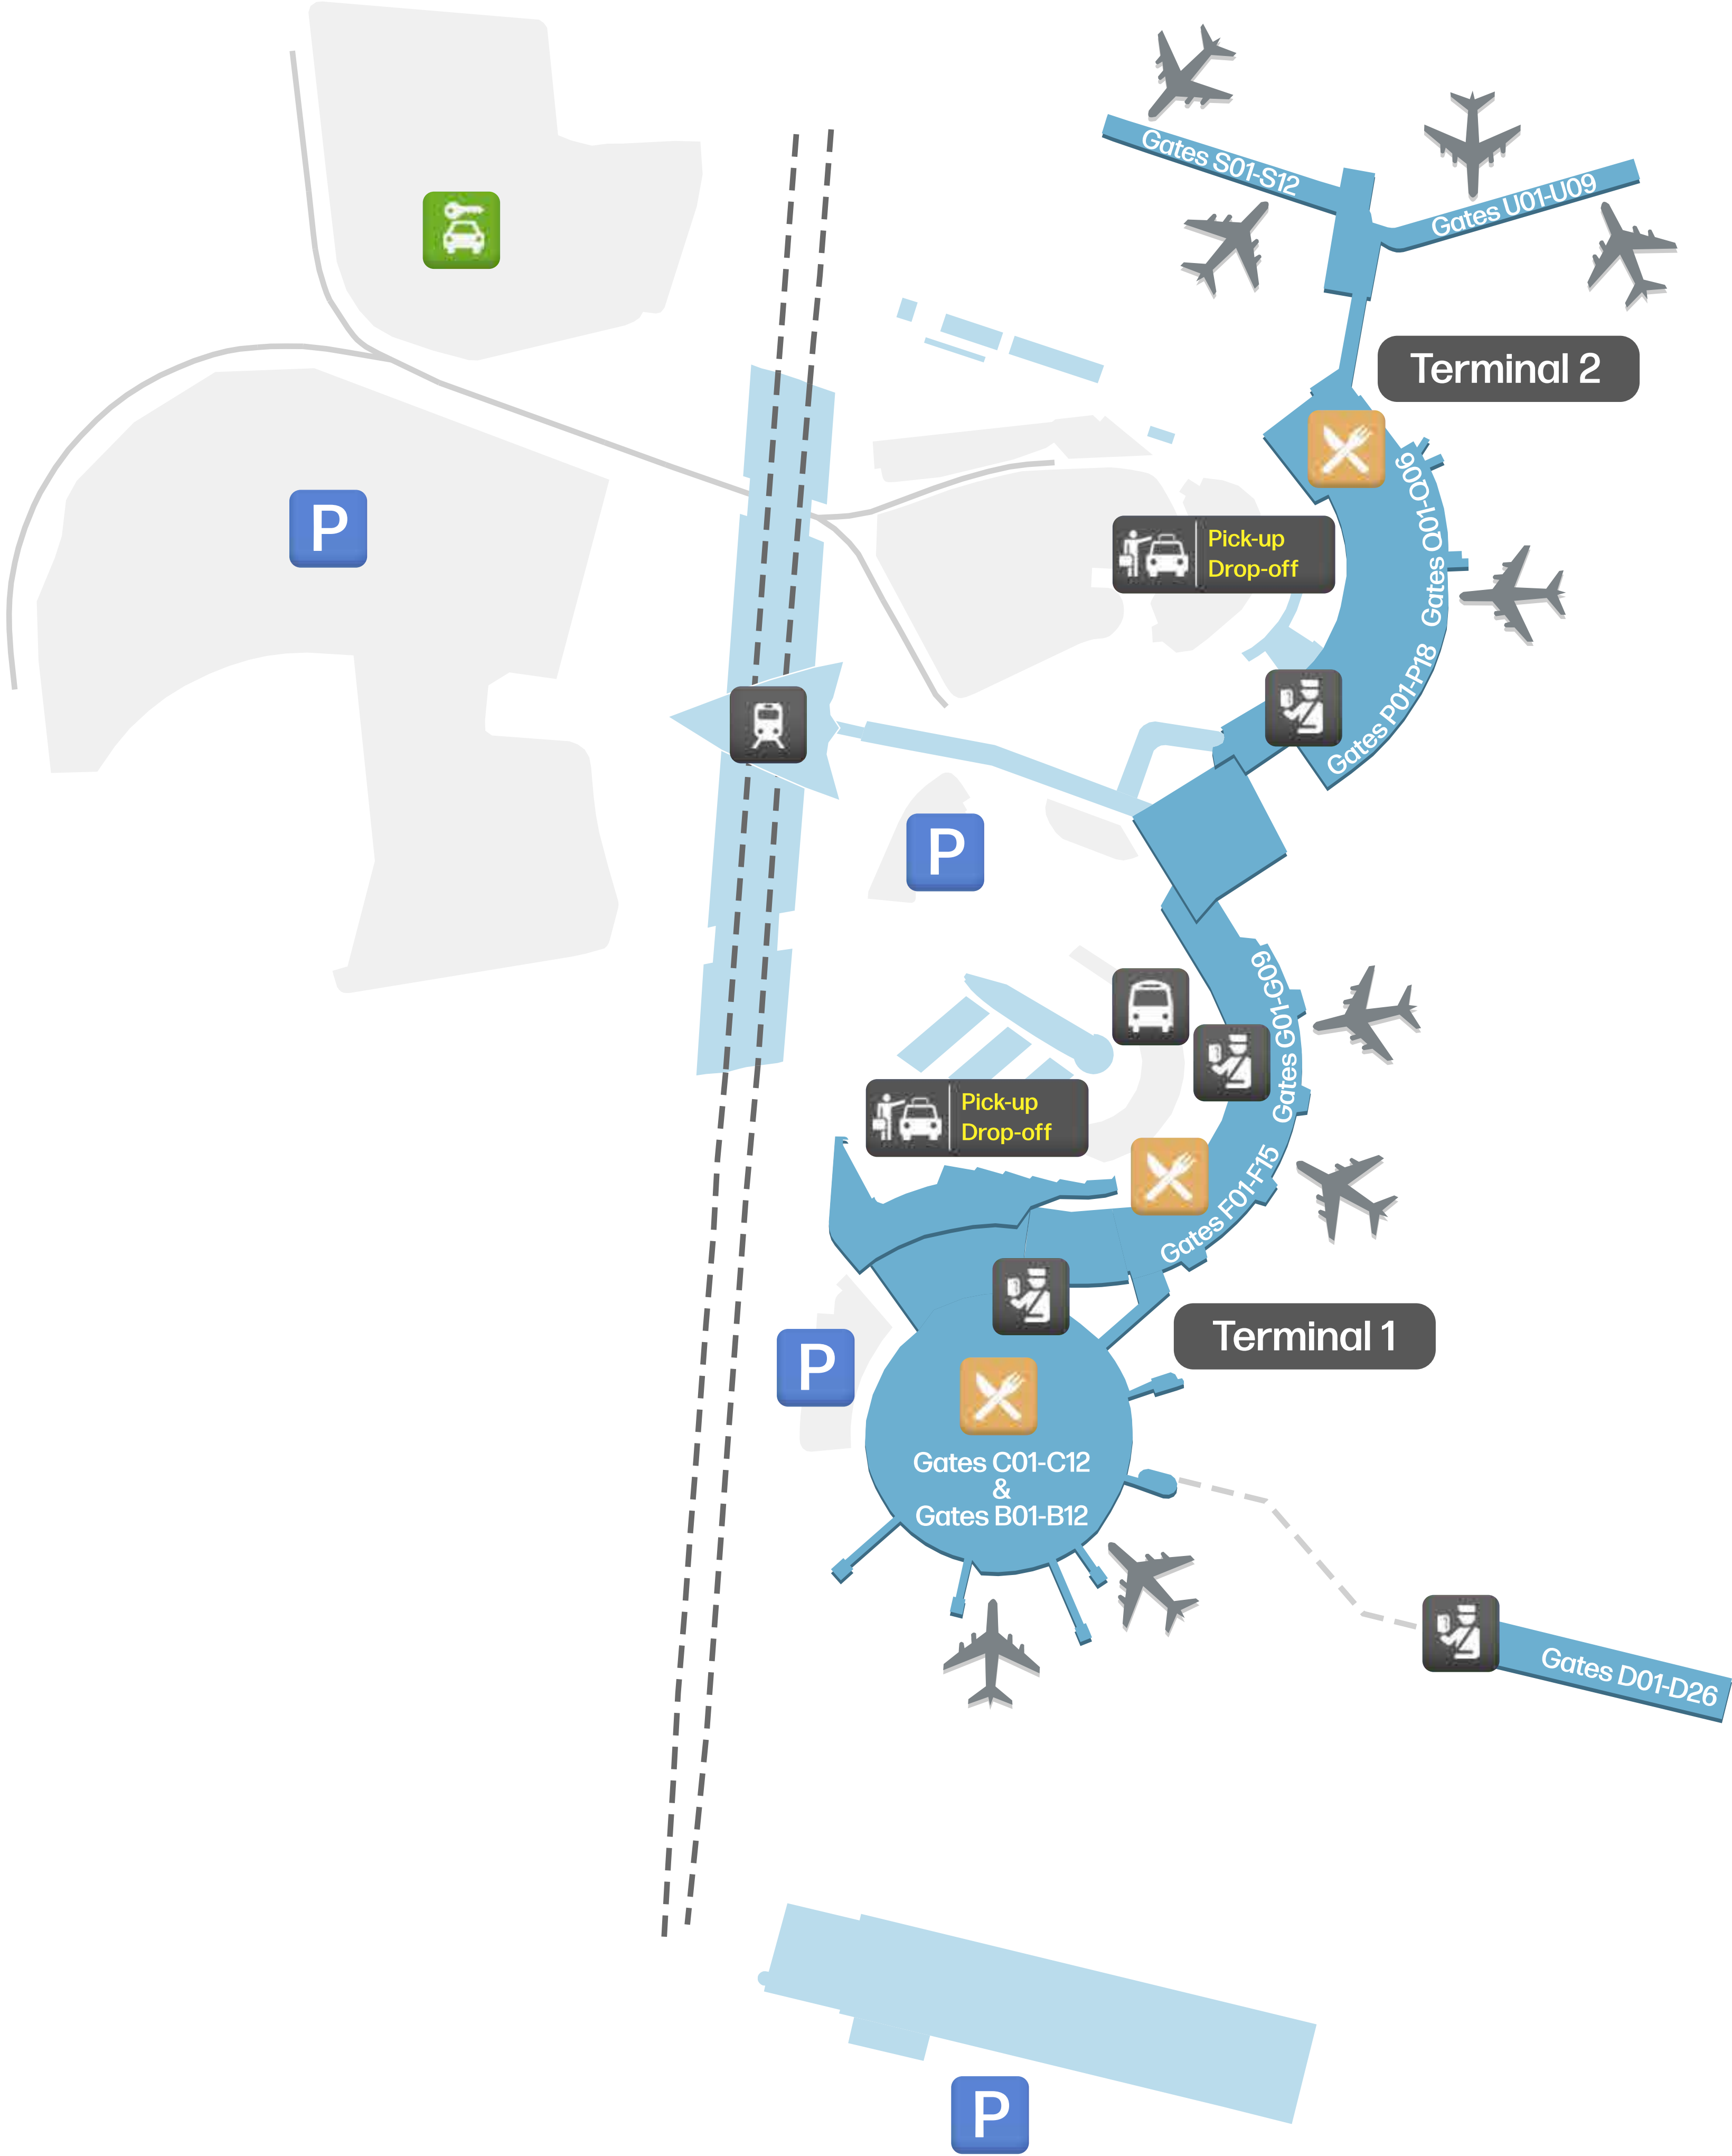 Gates S01-S12
Gates U01-U09
Terminal 2
Gates Q01-Q06
P
Pick-up
Drop-off
Gates P01-P18
P
Gates G01-G09
Pick-up
Drop-off
Gates F01-F15
Terminal 1
P
Gates C01-C12
&
Gates B01-B12
Gates D01-D26
P